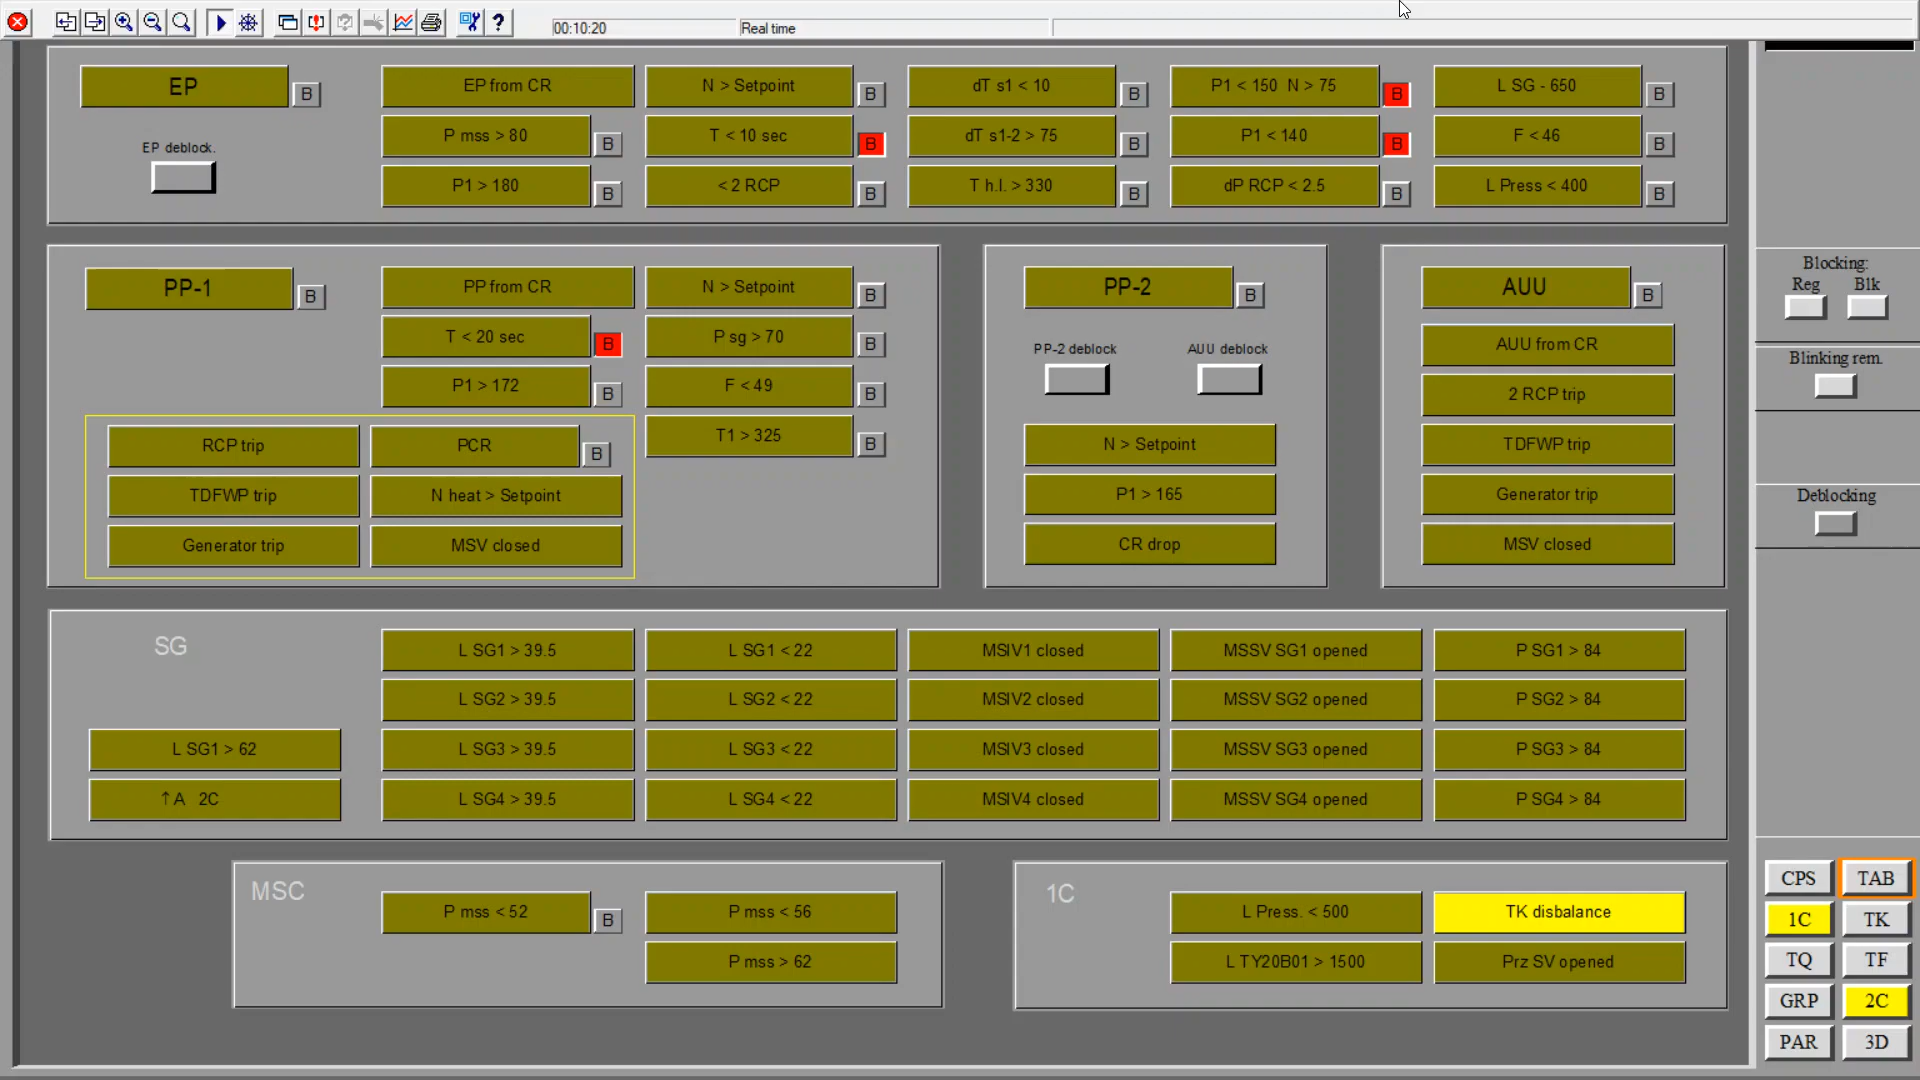 00:10:20
Real time
EP B
EP deblock.
EP from CR
P mss > 80 B
P1 > 180 B
N > Setpoint B
T < 10 sec B
< 2 RCP B
dT s1 < 10 B
dT s1-2 > 75 B
T h.l. > 330 B
P1 < 150 N > 75 B
P1 < 140 B
dP RCP < 2.5 B
L SG - 650 B
F < 46 B
L Press < 400 B
PP-1 B
PP from CR
T < 20 sec B
P1 > 172 B
N > Setpoint B
P sg > 70 B
F < 49 B
T1 > 325 B
RCP trip
TDFWP trip
Generator trip
PCR B
N heat > Setpoint
MSV closed
PP-2 B
PP-2 deblock
AUU deblock
N > Setpoint
P1 > 165
CR drop
AUU B
AUU from CR
2 RCP trip
TDFWP trip
Generator trip
MSV closed
SG
L SG1 > 62
↑A 2C
L SG1 > 39.5
L SG2 > 39.5
L SG3 > 39.5
L SG4 > 39.5
L SG1 < 22
L SG2 < 22
L SG3 < 22
L SG4 < 22
MSIV1 closed
MSIV2 closed
MSIV3 closed
MSIV4 closed
MSSV SG1 opened
MSSV SG2 opened
MSSV SG3 opened
MSSV SG4 opened
P SG1 > 84
P SG2 > 84
P SG3 > 84
P SG4 > 84
MSC
P mss < 52 B
P mss < 56
P mss > 62
1C
L Press. < 500
TK disbalance
L TY20B01 > 1500
Prz SV opened
Blocking:
Reg Blk
Blinking rem.
Deblocking
CPS TAB
1C TK
TQ TF
GRP 2C
PAR 3D